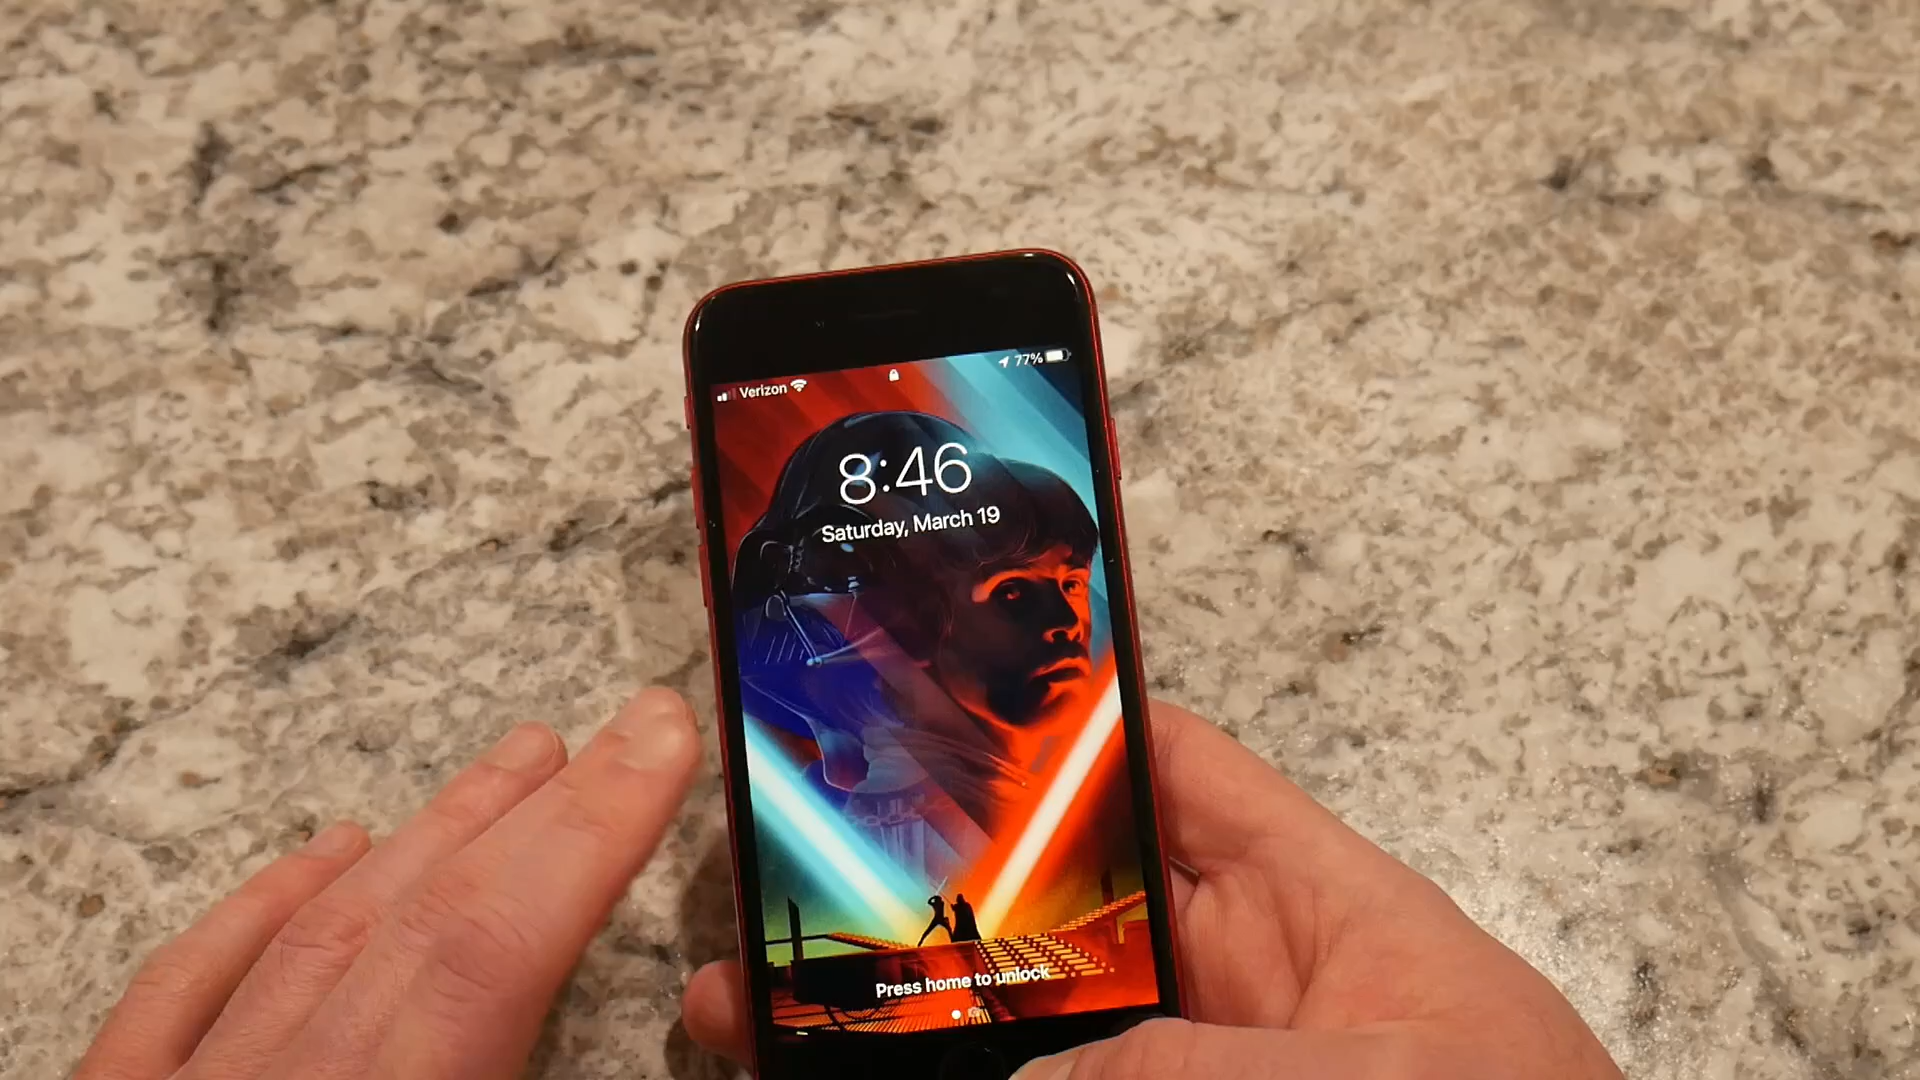 Verizon 77%
8:46
Saturday, March 19
Press home to unlock